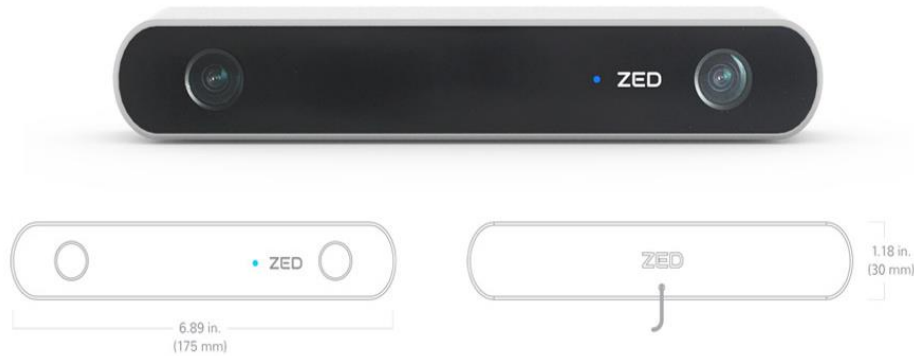 ZED
ZED
ZED
1.18 in.
(30 mm)
6.89 in.
(175 mm)